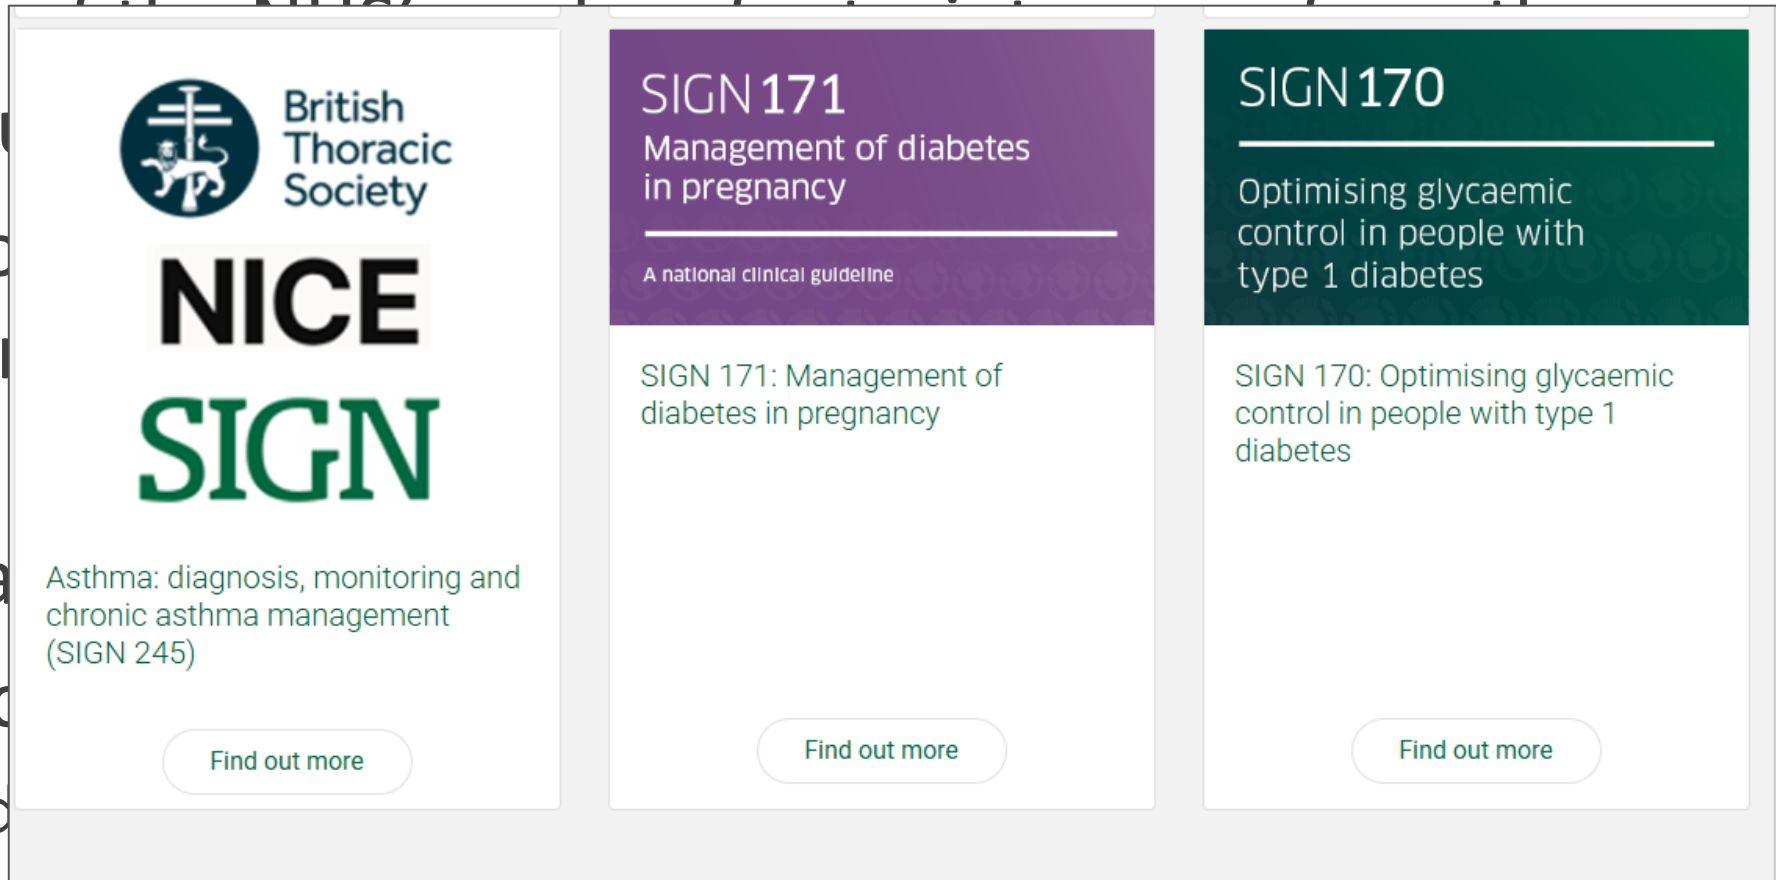 British
Thoracic
Society
NICE
SIGN
Asthma: diagnosis, monitoring and
chronic asthma management
(SIGN 245)
Find out more
SIGN 171
Management of diabetes
in pregnancy
A national clinical guideline
SIGN 171: Management of
diabetes in pregnancy
Find out more
SIGN 170
Optimising glycaemic
control in people with
type 1 diabetes
SIGN 170: Optimising glycaemic
control in people with type 1
diabetes
Find out more